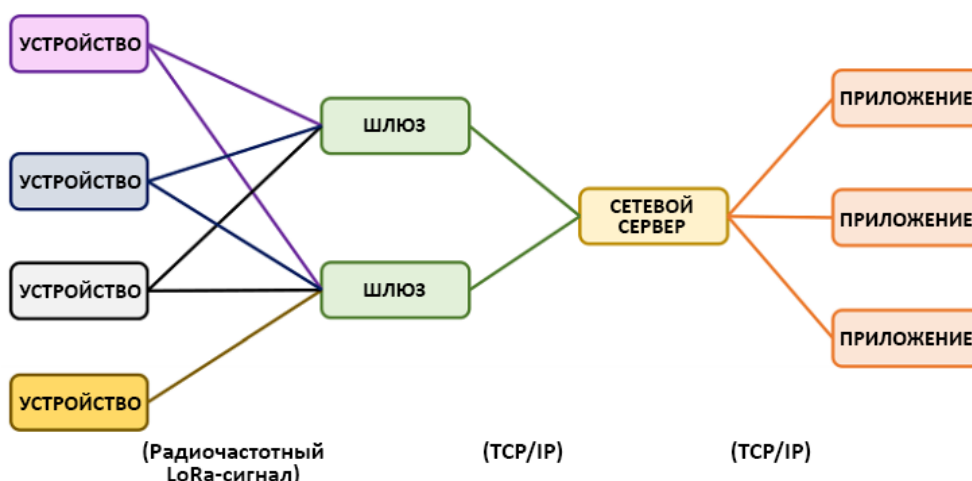 УСТРОЙСТВО
УСТРОЙСТВО
УСТРОЙСТВО
УСТРОЙСТВО
ШЛЮЗ
ШЛЮЗ
СЕТЕВОЙ
СЕРВЕР
ПРИЛОЖЕНИЕ
ПРИЛОЖЕНИЕ
ПРИЛОЖЕНИЕ
(Радиочастотный
LoRa-сигнал)
(TCP/IP)
(TCP/IP)